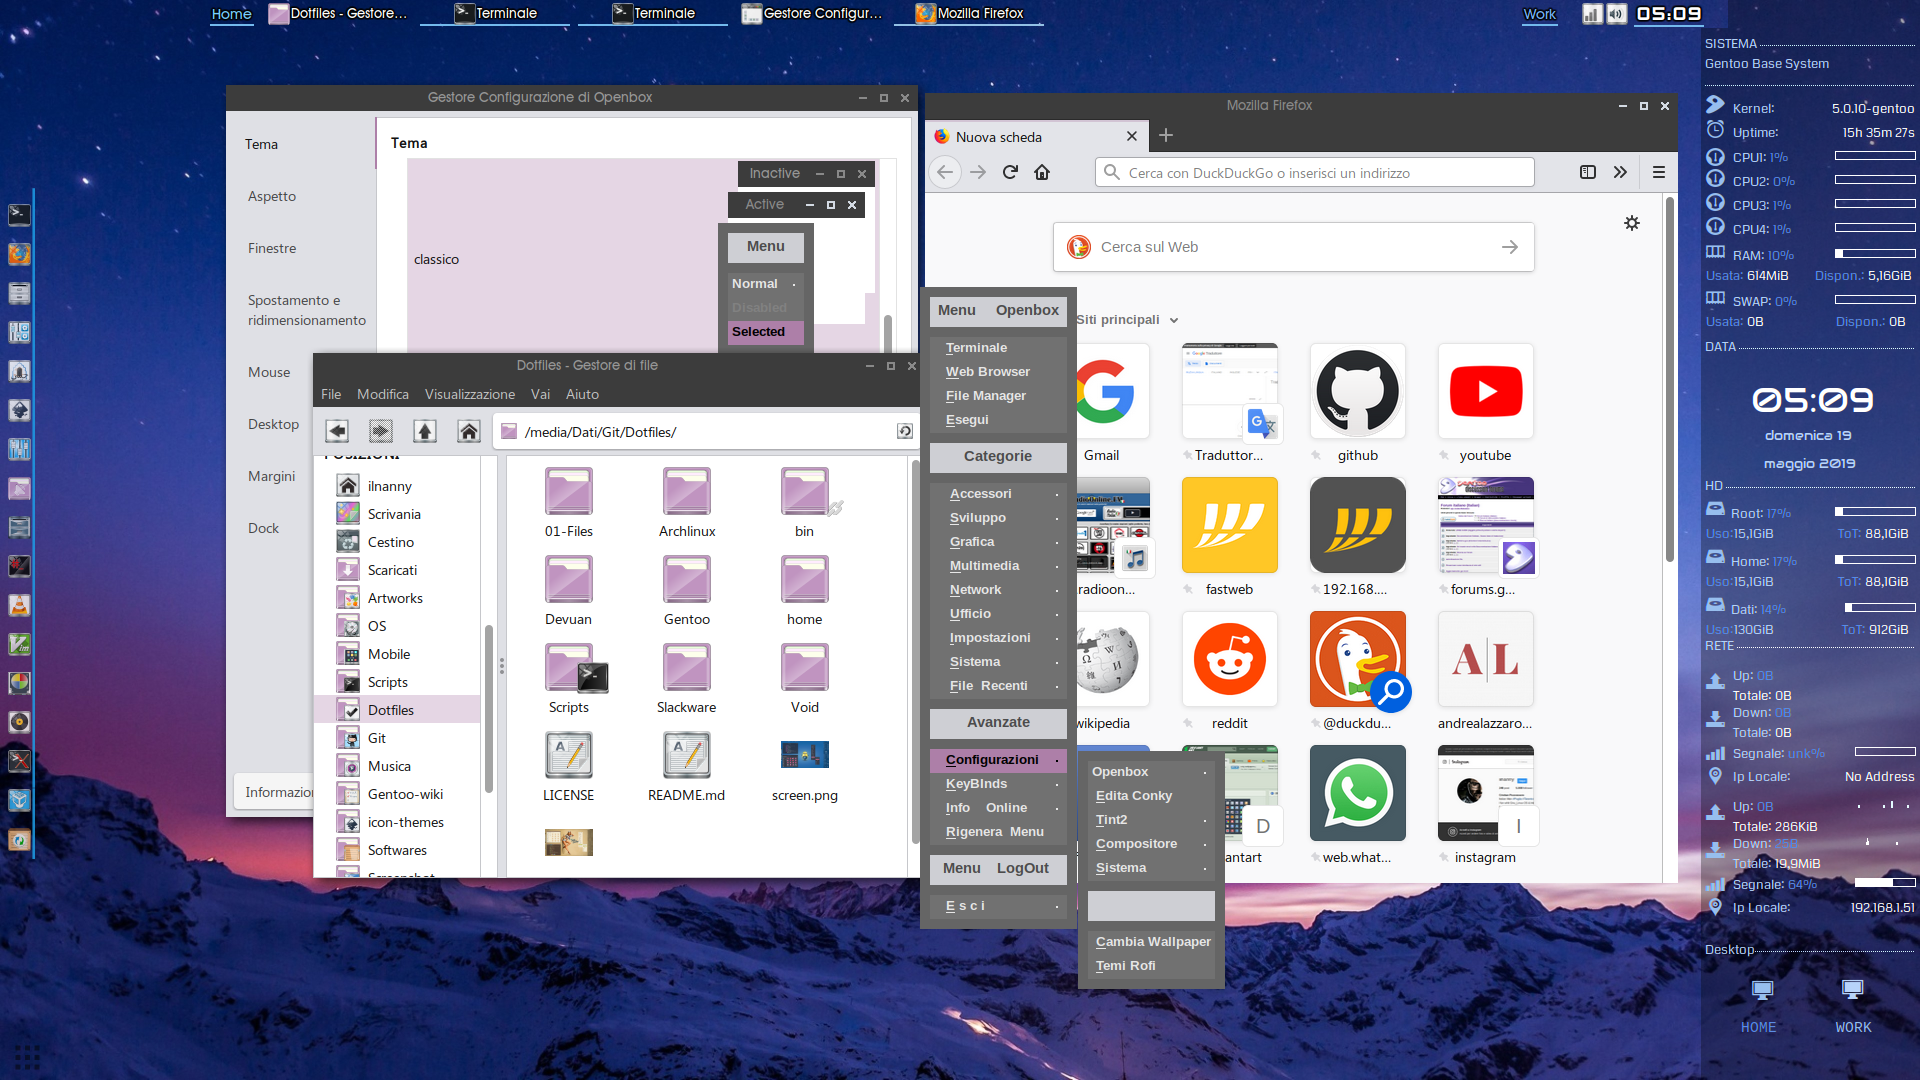 Home
Dotfiles - Gestore...
Terminale
Terminale
Gestore Configur...
Mozilla Firefox
Work
05:09
Gestore Configurazione di Openbox
Tema
Aspetto
Finestre
Spostamento e
ridimensionamento
Mouse
Desktop
Margini
Dock
Tema
classico
Inactive
Active
Menu
Normal
Disabled
Selected
Dotfiles - Gestore di file
File Modifica Visualizzazione Vai Aiuto
/media/Dati/Git/Dotfiles/
POSIZIONI
ilnanny
Scrivania
Cestino
Scaricati
Artworks
OS
Mobile
Scripts
Dotfiles
Git
Musica
Gentoo-wiki
icon-themes
Softwares
Screenshot
01-Files Archlinux bin
Devuan Gentoo home
Scripts Slackware Void
LICENSE README.md screen.png
Menu Openbox
Terminale
Web Browser
File Manager
Esegui
Categorie
Accessori
Sviluppo
Grafica
Multimedia
Network
Ufficio
Impostazioni
Sistema
File Recenti
Avanzate
Configurazioni
KeyBInds
Info Online
Rigenera Menu
Menu LogOut
E s c i
Openbox
Edita Conky
Tint2
Compositore
Sistema
Cambia Wallpaper
Temi Rofi
Mozilla Firefox
Nuova scheda
Cerca con DuckDuckGo o inserisci un indirizzo
Cerca sul Web
Siti principali
Gmail Traduttor... github youtube
radioon... fastweb 192.168.... forums.g...
wikipedia reddit @duckdu... andrealazzaro...
A|L
D
I
antart web.what... instagram
SISTEMA
Gentoo Base System
Kernel: 5.0.10-gentoo
Uptime: 15h 35m 27s
CPU1: 1%
CPU2: 0%
CPU3: 1%
CPU4: 1%
RAM: 10%
Usata: 614MiB Dispon.: 5,16GiB
SWAP: 0%
Usata: 0B Dispon.: 0B
DATA
05:09
domenica 19
maggio 2019
HD
Root: 17%
Uso:15,1GiB ToT: 88,1GiB
Home: 17%
Uso:15,1GiB ToT: 88,1GiB
Dati: 14%
Uso:130GiB ToT: 912GiB
RETE
Up: 0B
Totale: 0B
Down: 0B
Totale: 0B
Segnale: unk%
Ip Locale: No Address
Up: 0B
Totale: 286KiB
Down:
Totale: 19,9MiB
Segnale: 64%
Ip Locale: 192.168.1.51
Desktop
HOME WORK